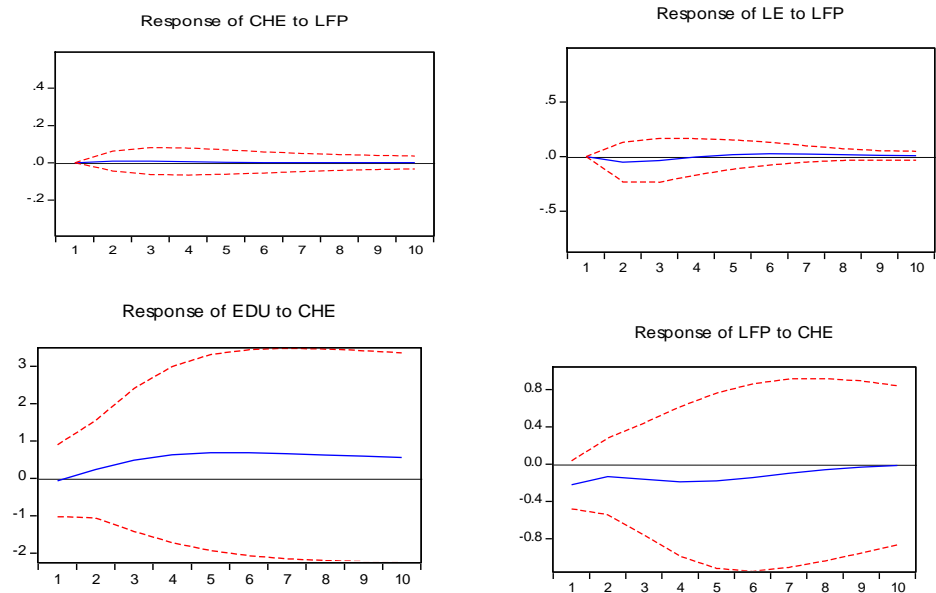 Response of CHE to LFP
.4
.2
.0
-.2
1 2 3 4 5 6 7 8 9 10
Response of LE to LFP
.5
.0
-.5
1 2 3 4 5 6 7 8 9 10
Response of EDU to CHE
3
2
1
0
-1
-2
1 2 3 4 5 6 7 8 9 10
Response of LFP to CHE
0.8
0.4
0.0
-0.4
-0.8
1 2 3 4 5 6 7 8 9 10